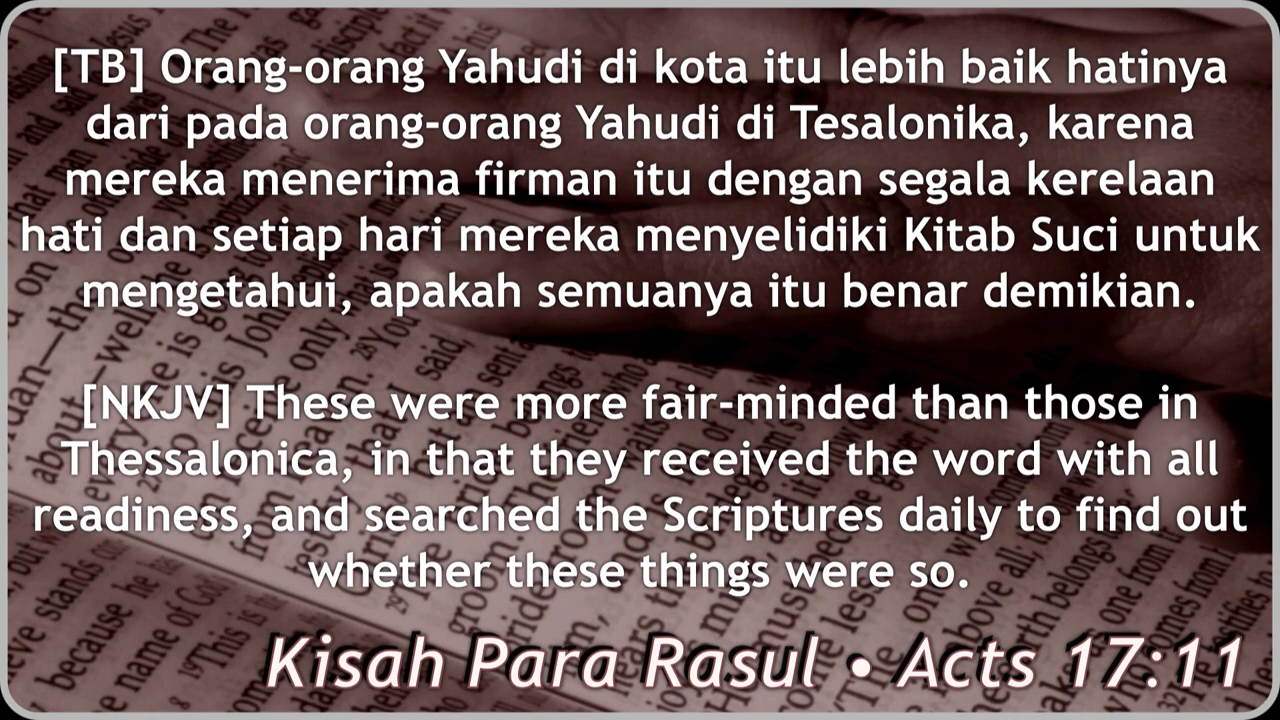 [TB] Orang-orang Yahudi di kota itu lebih baik hatinya
dari pada orang-orang Yahudi di Tesalonika, karena
mereka menerima firman itu dengan segala kerelaan
hati dan setiap hari mereka menyelidiki Kitab Suci untuk
mengetahui, apakah semuanya itu benar demikian.
[NKJV] These were more fair-minded than those in
Thessalonica, in that they received the word with all
readiness, and searched the Scriptures daily to find out
whether these things were so.
Kisah Para Rasul • Acts 17:11